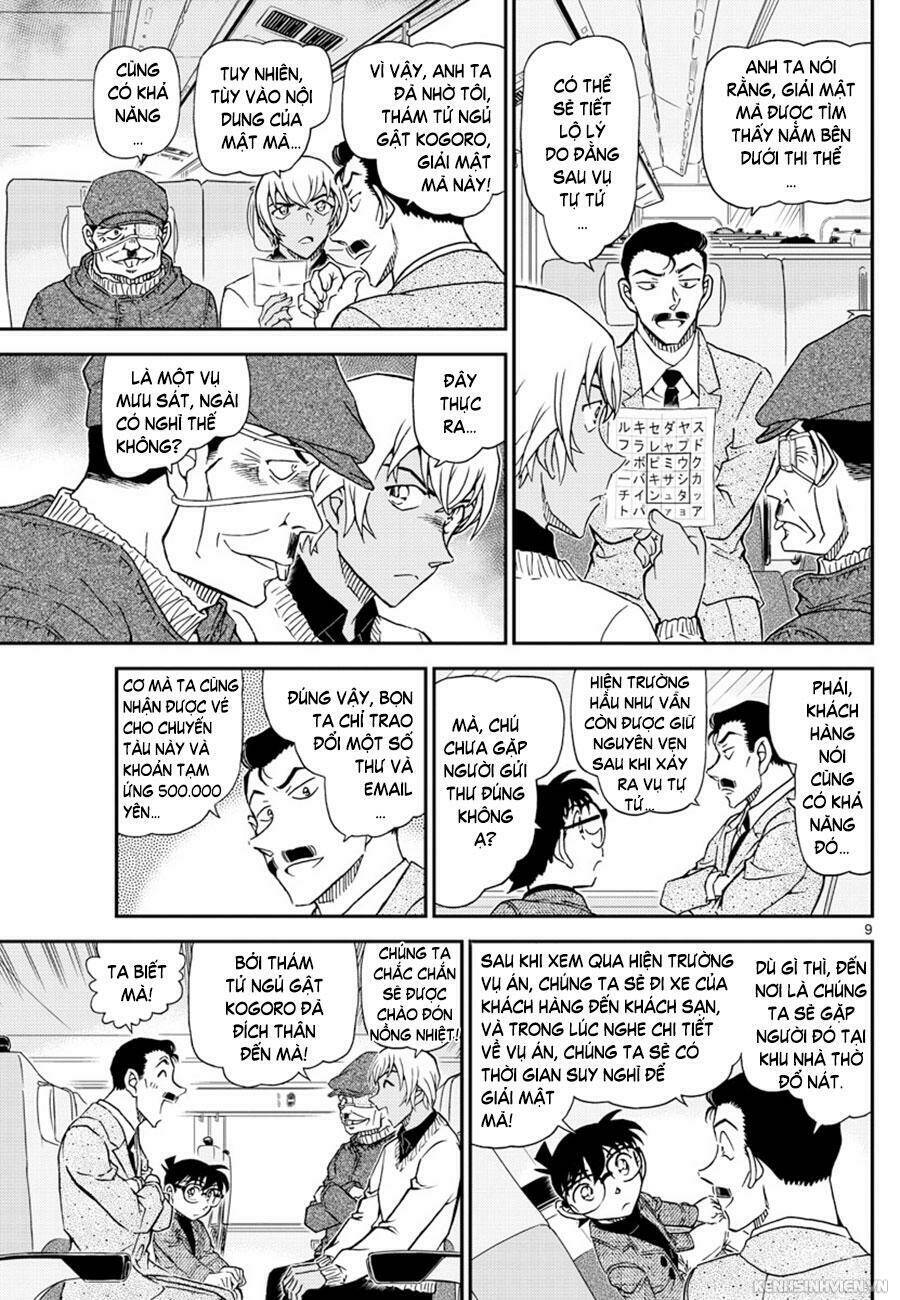 ANH TA NÓI
RẰNG, GIẢI MẬT
MÃ ĐƯỢC TÌM
THẤY NẰM BÊN
DƯỚI THI THỂ
...
CÓ THỂ
SẼ TIẾT
LỘ LÝ
DO ĐẰNG
SAU VỤ
TỰ TỬ
...
ルキセダヤス
フラレャブド
ノポビミウク
ーバキサシカ
チインュタッ
トパ ァョア
VÌ VẬY, ANH TA
ĐÃ NHỜ TÔI,
THÁM TỬ NGỦ
GẬT KOGORO,
GIẢI MẬT
MÃ NÀY!
TUY NHIÊN,
TÙY VÀO NỘI
DUNG CỦA
MẬT MÃ...
CŨNG
CÓ KHẢ
NĂNG
...
ĐÂY
THỰC
RA...
LÀ MỘT VỤ
MƯU SÁT, NGÀI
CÓ NGHĨ THẾ
KHÔNG?
PHẢI,
KHÁCH
HÀNG
NÓI
CŨNG
CÓ KHẢ
NĂNG
ĐÓ...
HIỆN TRƯỜNG
HẦU NHƯ VẪN
CÒN ĐƯỢC GIỮ
NGUYÊN VẸN
SAU KHI XẢY
RA VỤ TỰ
TỬ...
MÀ, CHÚ
CHƯA GẶP
NGƯỜI GỬI
THƯ ĐÚNG
KHÔNG
Ạ?
ĐÚNG VẬY, BỌN
TA CHỈ TRAO
ĐỔI MỘT SỐ
THƯ VÀ
EMAIL
...
CƠ MÀ TA CŨNG
NHẬN ĐƯỢC VÉ
CHO CHUYẾN
TÀU NÀY VÀ
KHOẢN TẠM
ỨNG 500.000
YÊN...
9
DÙ GÌ THÌ, ĐẾN
NƠI LÀ CHÚNG
TA SẼ GẶP
NGƯỜI ĐÓ TẠI
KHU NHÀ THỜ
ĐỔ NÁT.
SAU KHI XEM QUA HIỆN TRƯỜNG
VỤ ÁN, CHÚNG TA SẼ ĐI XE CỦA
KHÁCH HÀNG ĐẾN KHÁCH SẠN,
VÀ TRONG LÚC NGHE CHI TIẾT
VỀ VỤ ÁN, CHÚNG TA SẼ CÓ
THỜI GIAN SUY NGHĨ ĐỂ
GIẢI MẬT
MÃ!
CHÚNG TA
CHẮC CHẮN
SẼ ĐƯỢC
CHÀO ĐÓN
NỒNG NHIỆT!
BỞI THÁM
TỬ NGỦ GẬT
KOGORO ĐÃ
ĐÍCH THÂN
ĐẾN MÀ!
TA BIẾT
MÀ!
KENHSINHVIEN.VN